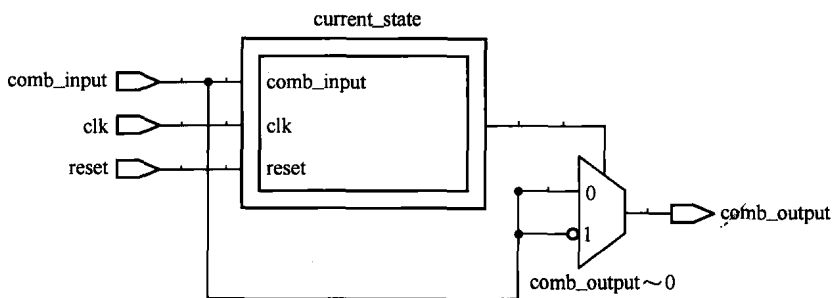 current_state
comb_input
comb_input
clk
clk
reset
reset
0
1
comb_output
comb_output～0